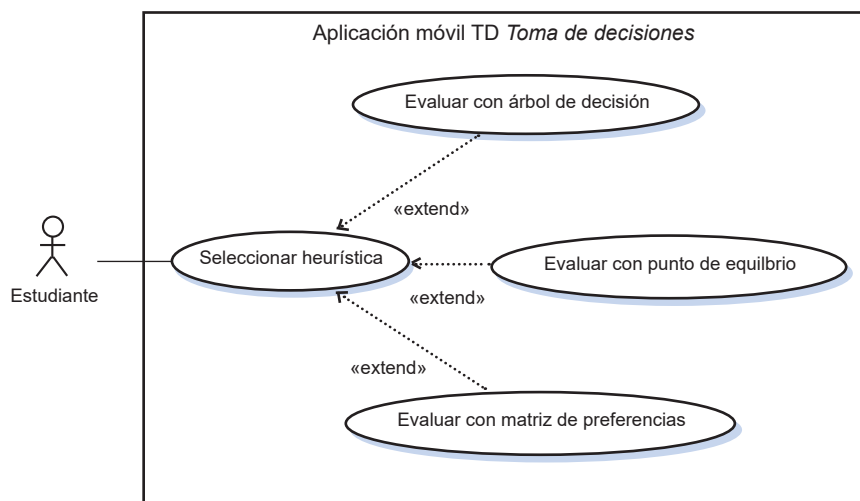 Aplicación móvil TD Toma de decisiones
Evaluar con árbol de decisión
«extend»
Seleccionar heurística
Evaluar con punto de equilbrio
«extend»
Estudiante
«extend»
Evaluar con matriz de preferencias